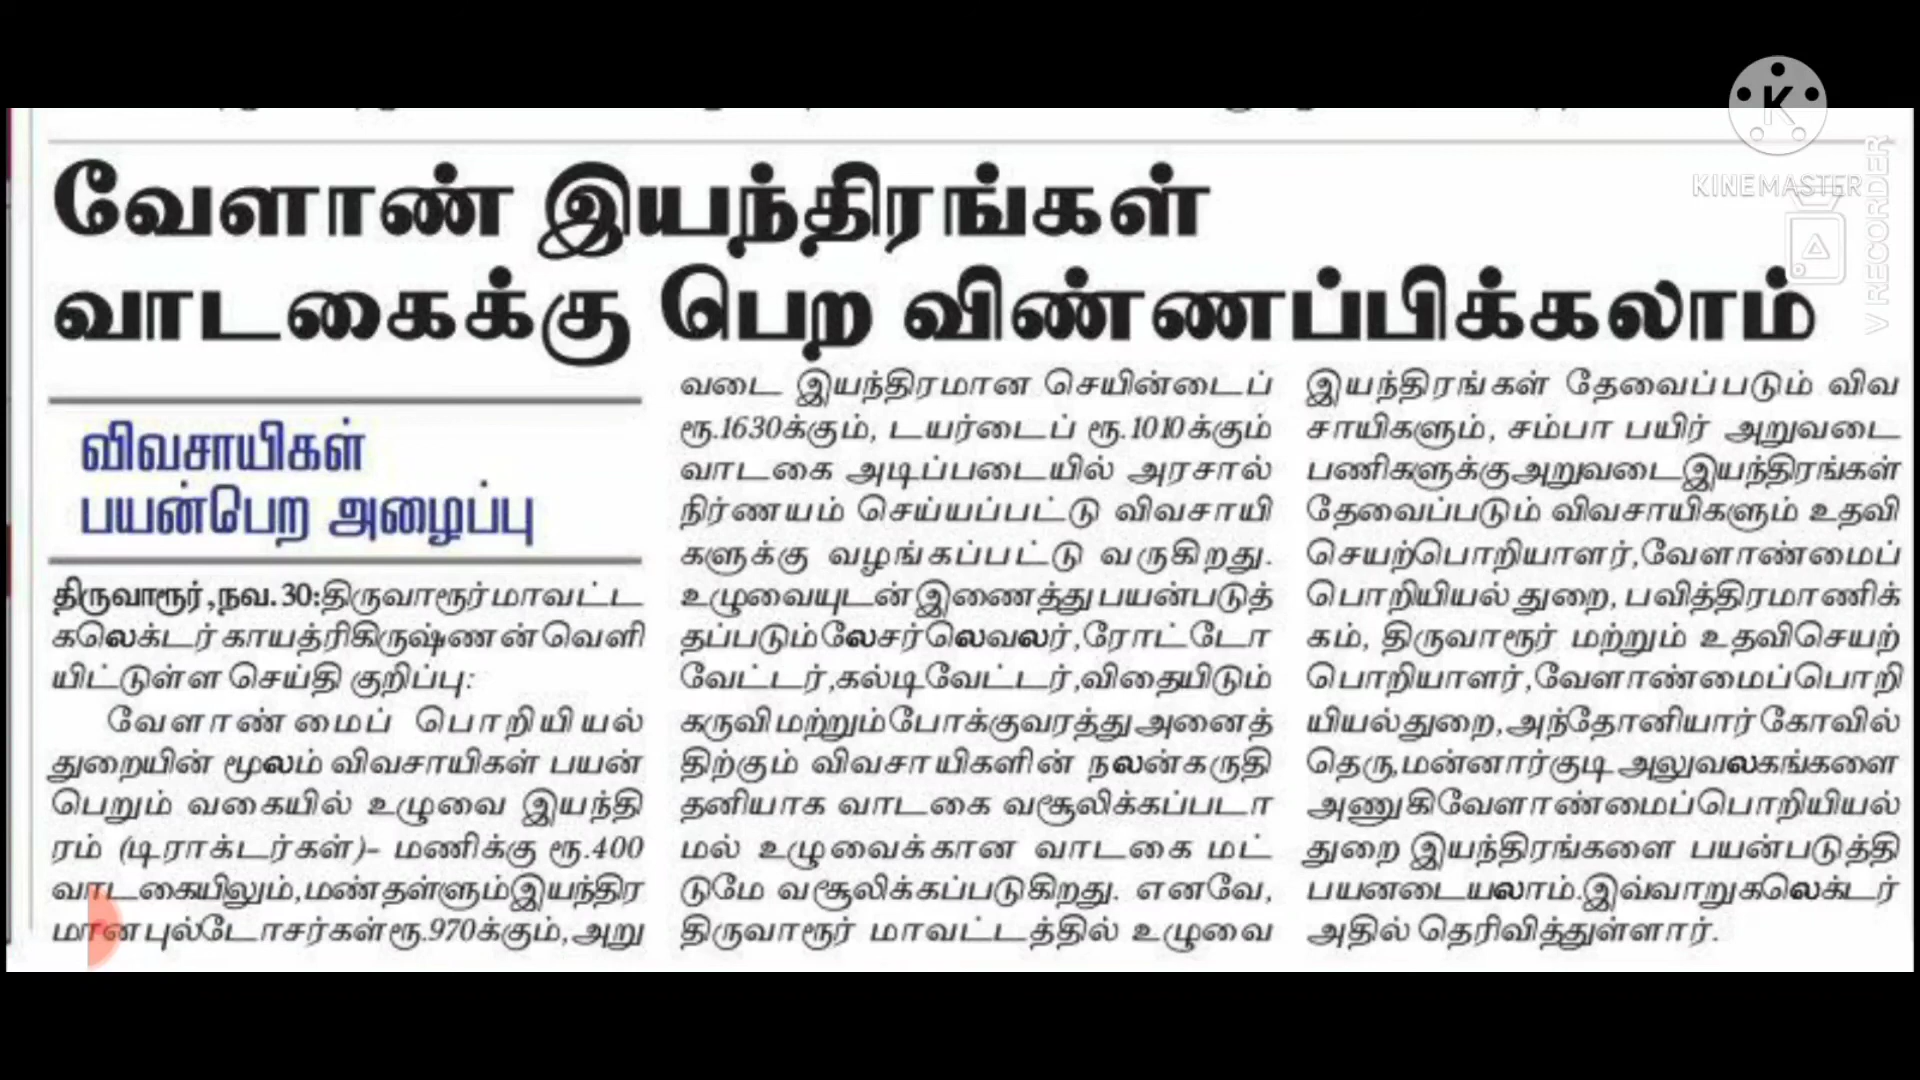 வேளாண் இயந்திரங்கள்
வாடகைக்கு பெற விண்ணப்பிக்கலாம்
விவசாயிகள்
பயன்பெற அழைப்பு
திருவாரூர்,நவ.30:திருவாரூர்மாவட்ட
கலெக்டர்காயத்ரிகிருஷ்ணன்வெளி
யிட்டுள்ள செய்தி குறிப்பு:
வேளாண்மைப் பொறியியல்
துறையின் மூலம் விவசாயிகள் பயன்
பெறும் வகையில் உழுவை இயந்தி
ரம் (டிராக்டர்கள்)- மணிக்கு ரூ.400
வாடகையிலும்,மண்தள்ளும்இயந்திர
மான புல்டோசர்கள்ரூ.970க்கும்,அறு
வடை இயந்திரமான செயின்டைப்
ரூ.1630க்கும், டயர்டைப் ரூ.1010க்கும்
வாடகை அடிப்படையில் அரசால்
நிர்ணயம் செய்யப்பட்டு விவசாயி
களுக்கு வழங்கப்பட்டு வருகிறது.
உழுவையுடன்இணைத்துபயன்படுத்
தப்படும்லேசர்லெவலர்,ரோட்டோ
வேட்டர்,கல்டிவேட்டர்,விதையிடும்
கருவிமற்றும்போக்குவரத்துஅனைத்
திற்கும் விவசாயிகளின் நலன்கருதி
தனியாக வாடகை வசூலிக்கப்படா
மல் உழுவைக்கான வாடகை மட்
டுமே வசூலிக்கப்படுகிறது. எனவே,
திருவாரூர் மாவட்டத்தில் உழுவை
இயந்திரங்கள் தேவைப்படும் விவ
சாயிகளும், சம்பா பயிர் அறுவடை
பணிகளுக்குஅறுவடைஇயந்திரங்கள்
தேவைப்படும் விவசாயிகளும் உதவி
செயற்பொறியாளர்,வேளாண்மைப்
பொறியியல் துறை, பவித்திரமாணிக்
கம், திருவாரூர் மற்றும் உதவிசெயற்
பொறியாளர்,வேளாண்மைப்பொறி
யியல்துறை,அந்தோனியார்கோவில்
தெரு,மன்னார்குடி அலுவலகங்களை
அணுகிவேளாண்மைப்பொறியியல்
துறை இயந்திரங்களை பயன்படுத்தி
பயனடையலாம்.இவ்வாறுகலெக்டர்
அதில் தெரிவித்துள்ளார்.
KINEMASTER
V RECORDER